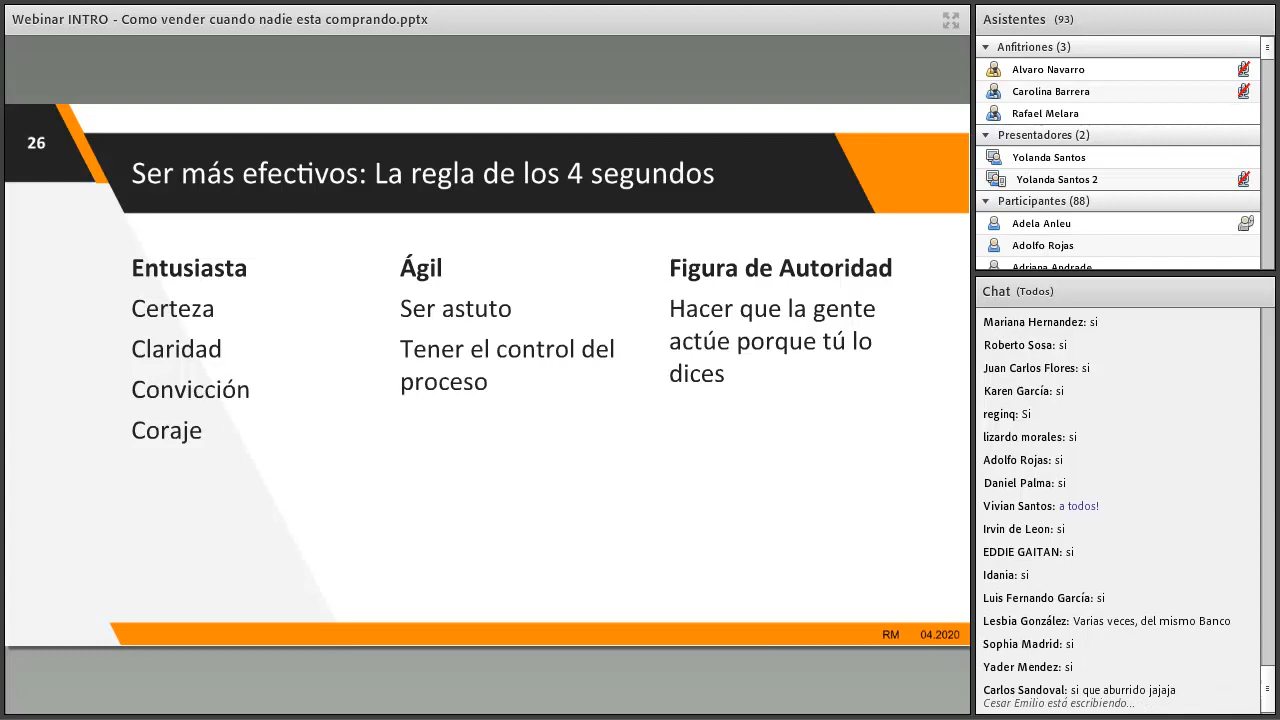 Webinar INTRO - Como vender cuando nadie esta comprando.pptx
26
Ser más efectivos: La regla de los 4 segundos
Entusiasta
Certeza
Claridad
Convicción
Coraje
Ágil
Ser astuto
Tener el control del
proceso
Figura de Autoridad
Hacer que la gente
actúe porque tú lo
dices
RM 04.2020
Asistentes (93)
Anfitriones (3)
Alvaro Navarro
Carolina Barrera
Rafael Melara
Presentadores (2)
Yolanda Santos
Yolanda Santos 2
Participantes (88)
Adela Anleu
Adolfo Rojas
Adriana Andrade
Chat (Todos)
Mariana Hernandez: si
Roberto Sosa: si
Juan Carlos Flores: si
Karen García: si
reginq: Si
lizardo morales: si
Adolfo Rojas: si
Daniel Palma: si
Vivian Santos: a todos!
Irvin de Leon: si
EDDIE GAITAN: si
Idania: si
Luis Fernando García: si
Lesbia González: Varias veces, del mismo Banco
Sophia Madrid: si
Yader Mendez: si
Carlos Sandoval: si que aburrido jajaja
Cesar Emilio está escribiendo...